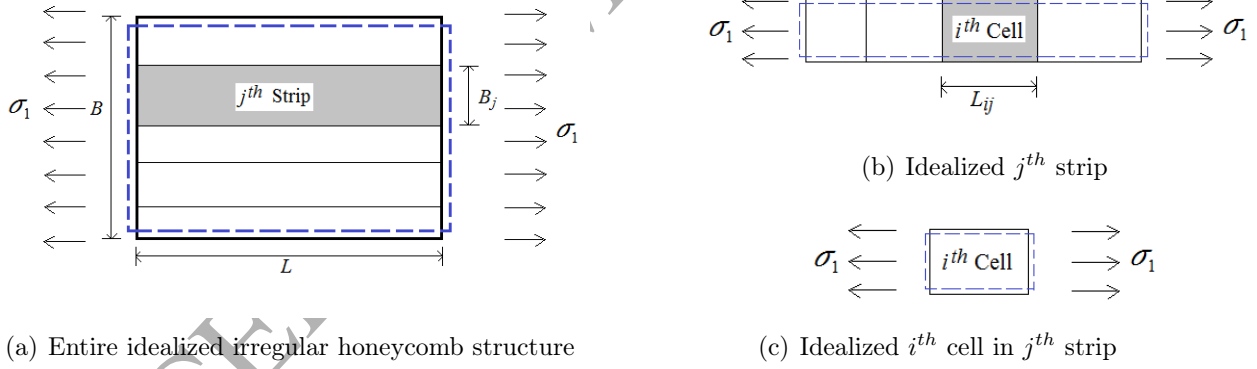 σ₁
B
jᵗʰ Strip
Bⱼ
σ₁
L
(a) Entire idealized irregular honeycomb structure
σ₁
iᵗʰ Cell
σ₁
Lᵢⱼ
(b) Idealized jᵗʰ strip
σ₁
iᵗʰ Cell
σ₁
(c) Idealized iᵗʰ cell in jᵗʰ strip